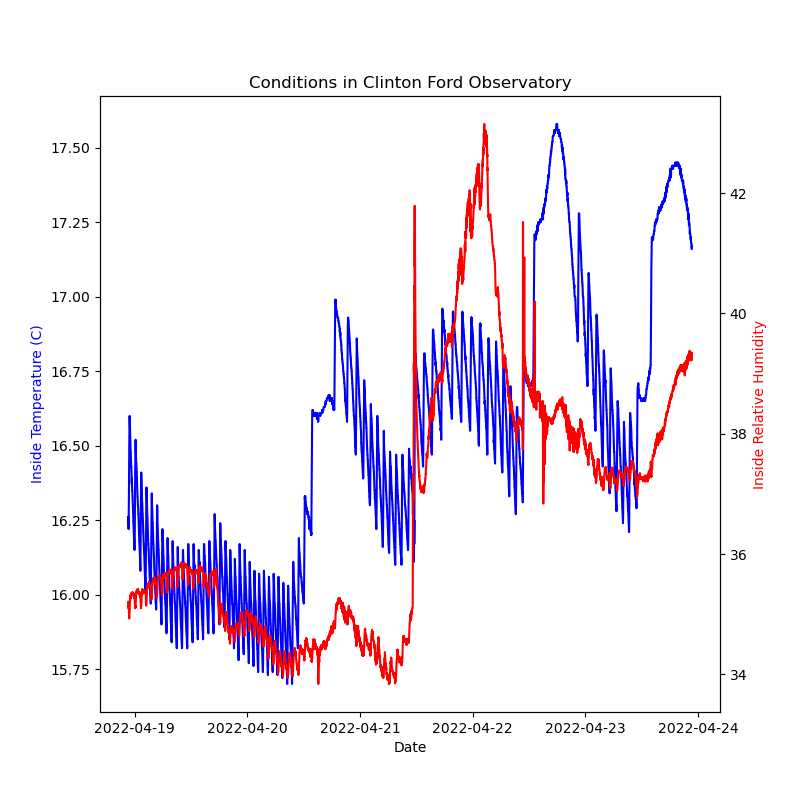 Conditions in Clinton Ford Observatory
17.50
17.25
17.00
16.75
16.50
16.25
16.00
15.75
Inside Temperature (C)
42
40
38
36
34
Inside Relative Humidity
2022-04-19 2022-04-20 2022-04-21 2022-04-22 2022-04-23 2022-04-24
Date